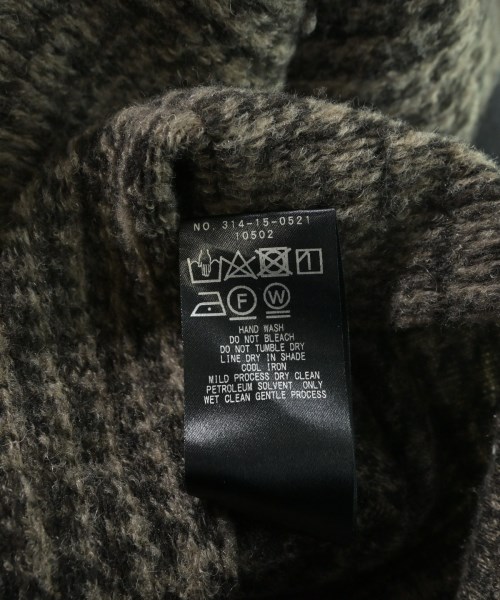 NO. 314-15-0521
10502
F
W
HAND WASH
DO NOT BLEACH
DO NOT TUMBLE DRY
LINE DRY IN SHADE
COOL IRON
MILD PROCESS DRY CLEAN
PETROLEUM SOLVENT ONLY
WET CLEAN GENTLE PROCESS